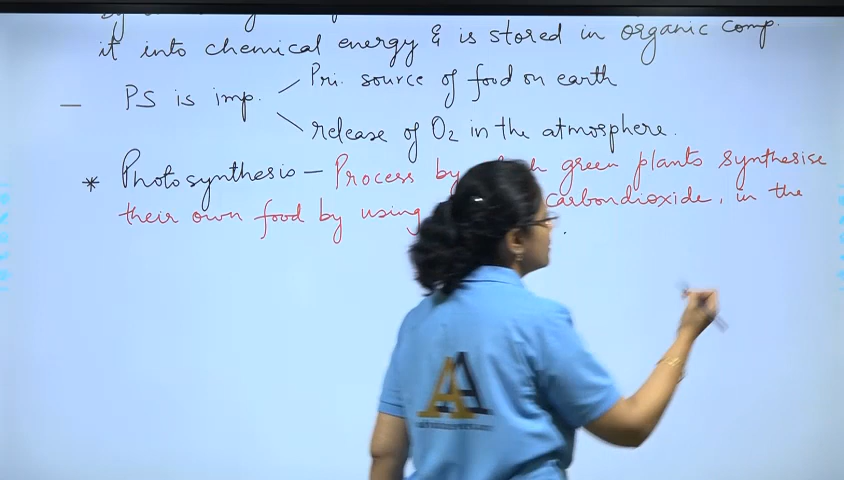 it into chemical energy & is stored in organic comp.
— PS is imp. Pri. source of food on earth
release of O2 in the atmosphere.
* Photosynthesis – Process by green plants synthesise
their own food by using carbondioxide, in the